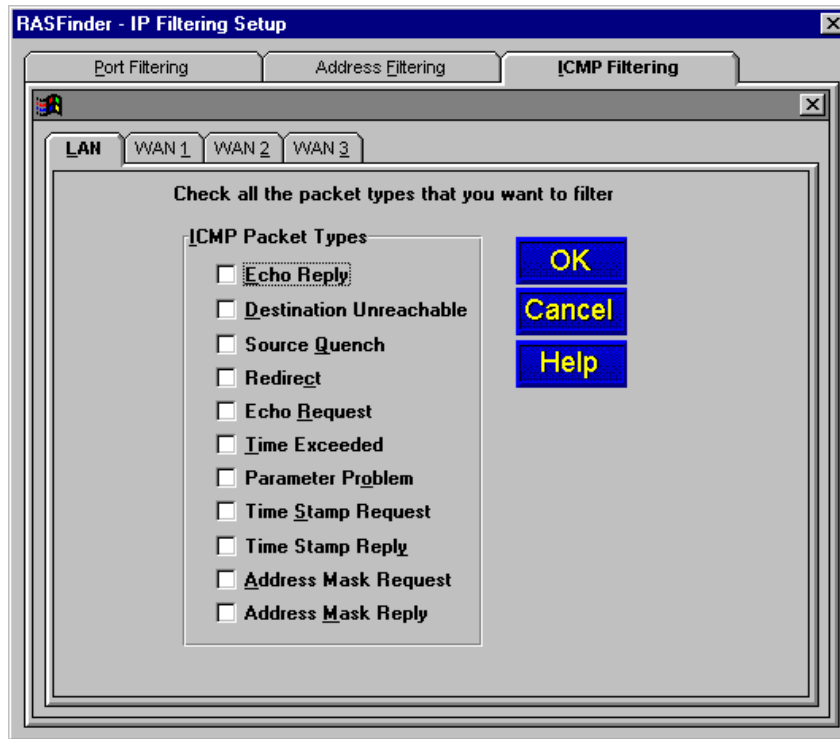 RASFinder - IP Filtering Setup
Port Filtering
Address Filtering
ICMP Filtering
LAN
WAN 1
WAN 2
WAN 3
Check all the packet types that you want to filter
ICMP Packet Types
Echo Reply
Destination Unreachable
Source Quench
Redirect
Echo Request
Time Exceeded
Parameter Problem
Time Stamp Request
Time Stamp Reply
Address Mask Request
Address Mask Reply
OK
Cancel
Help